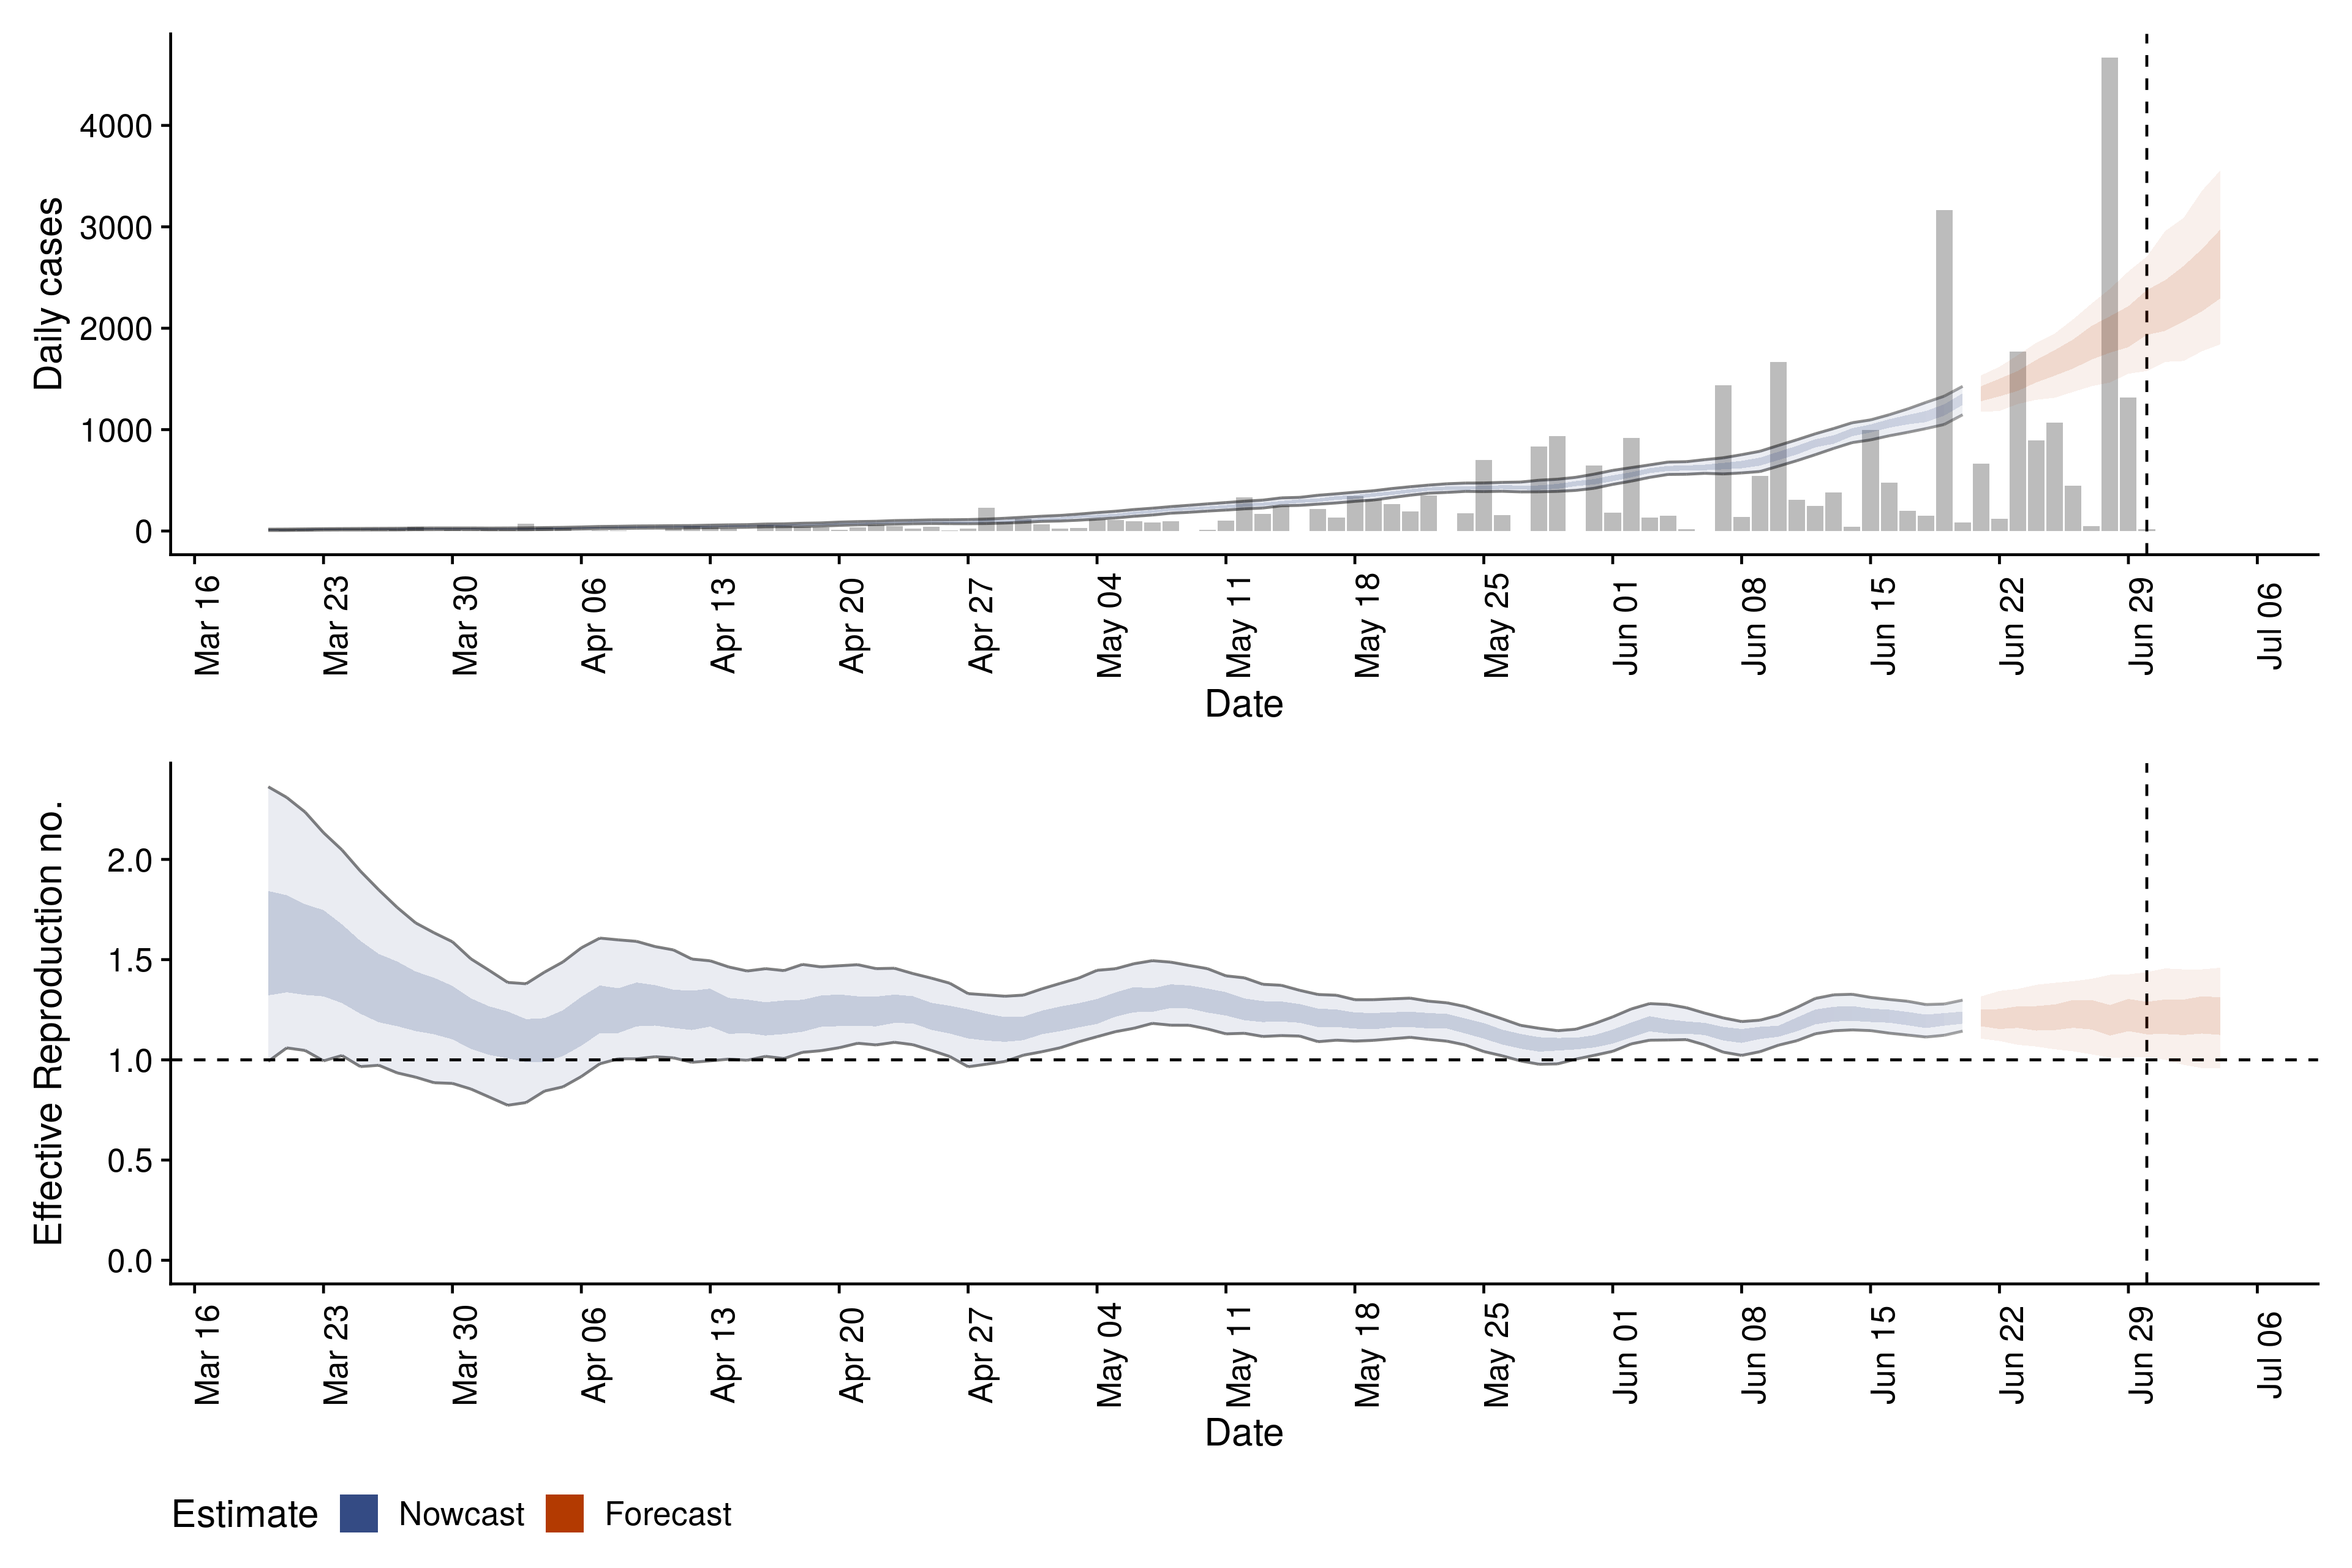 Daily cases
4000
3000
2000
1000
0
Mar 16
Mar 23
Mar 30
Apr 06
Apr 13
Apr 20
Apr 27
May 04
May 11
May 18
May 25
Jun 01
Jun 08
Jun 15
Jun 22
Jun 29
Jul 06
Date
Effective Reproduction no.
2.0
1.5
1.0
0.5
0.0
Mar 16
Mar 23
Mar 30
Apr 06
Apr 13
Apr 20
Apr 27
May 04
May 11
May 18
May 25
Jun 01
Jun 08
Jun 15
Jun 22
Jun 29
Jul 06
Date
Estimate Nowcast Forecast